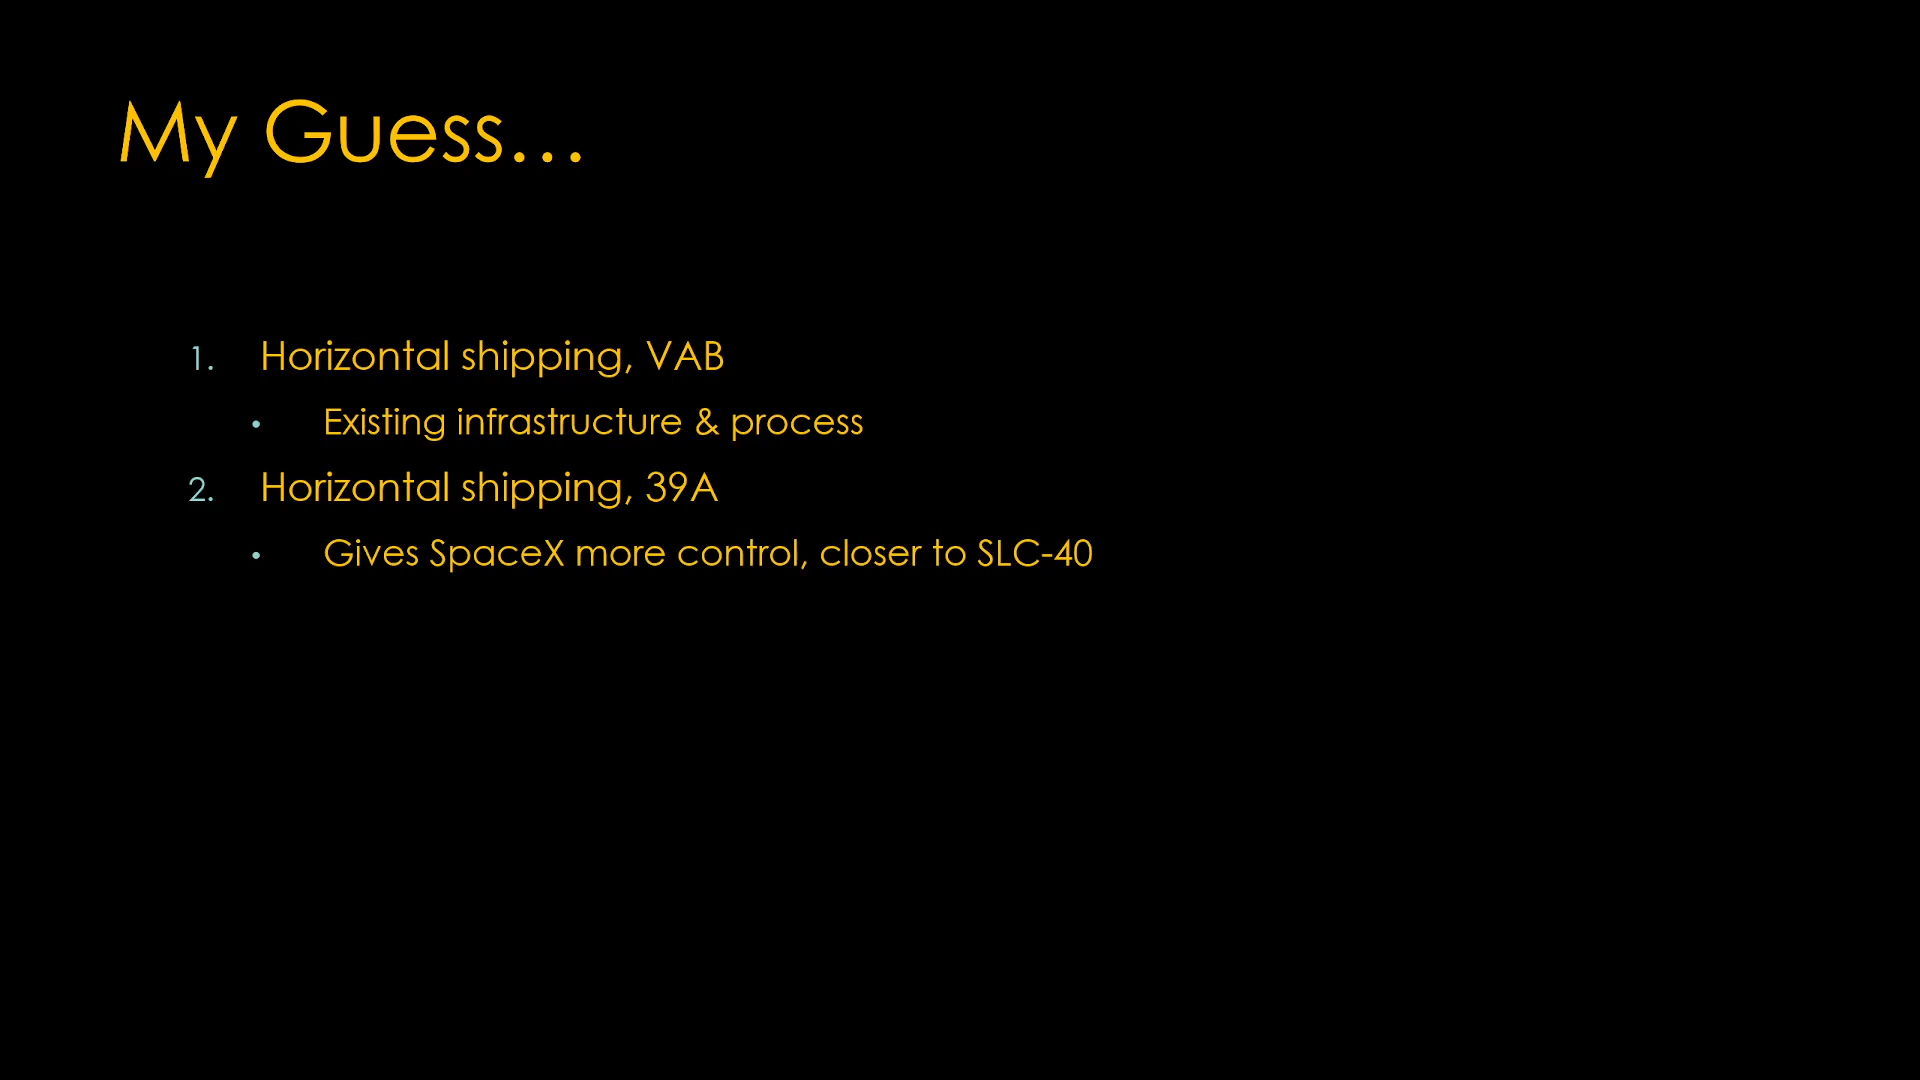 My Guess…
1. Horizontal shipping, VAB
• Existing infrastructure & process
2. Horizontal shipping, 39A
• Gives SpaceX more control, closer to SLC-40